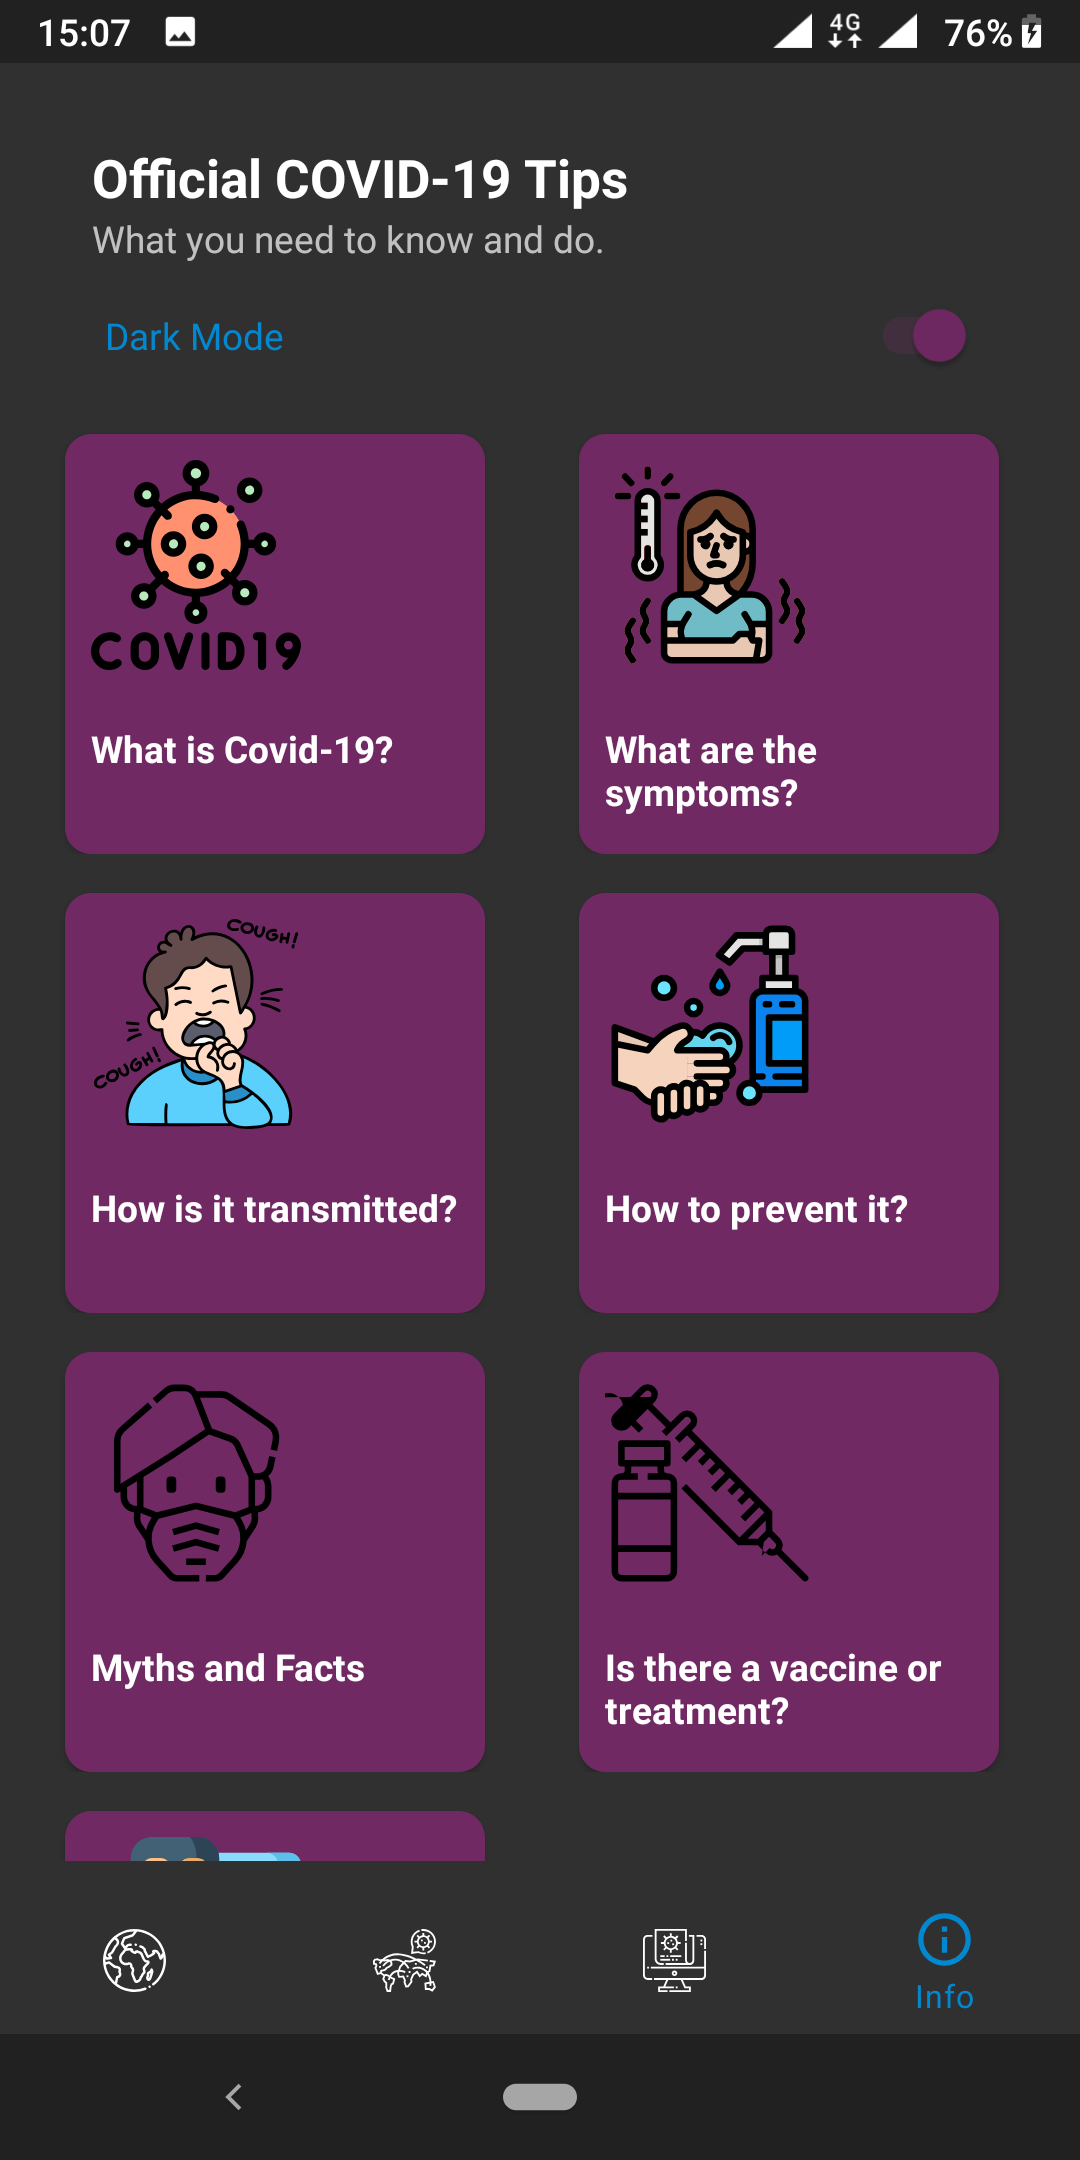 15:07
4G
76%
Official COVID-19 Tips
What you need to know and do.
Dark Mode
COVID19
What is Covid-19?
What are the
symptoms?
COUGH!
COUGH!
How is it transmitted?
How to prevent it?
Myths and Facts
Is there a vaccine or
treatment?
Info